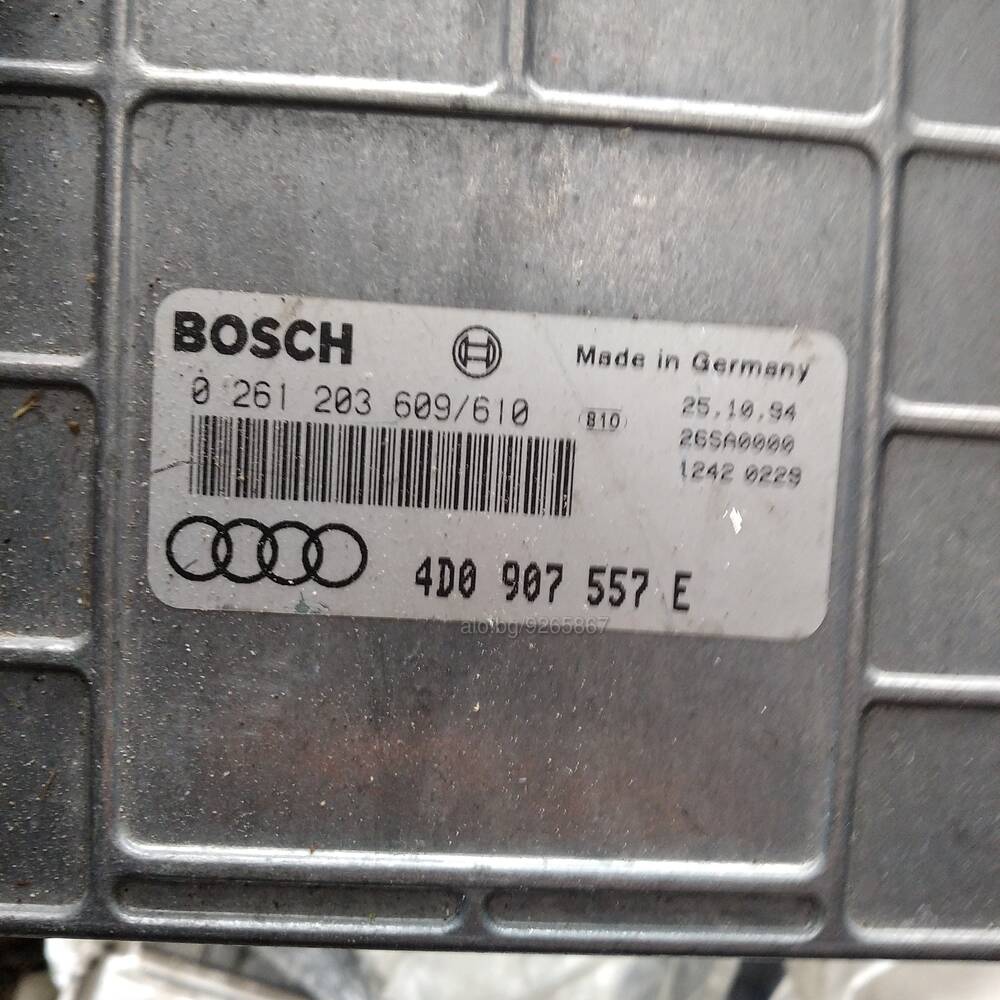 BOSCH
Made in Germany
0 261 203 609/610
B10
25.10.94
26SA0000
1242 0229
4D0 907 557 E
alo.bg/9265867